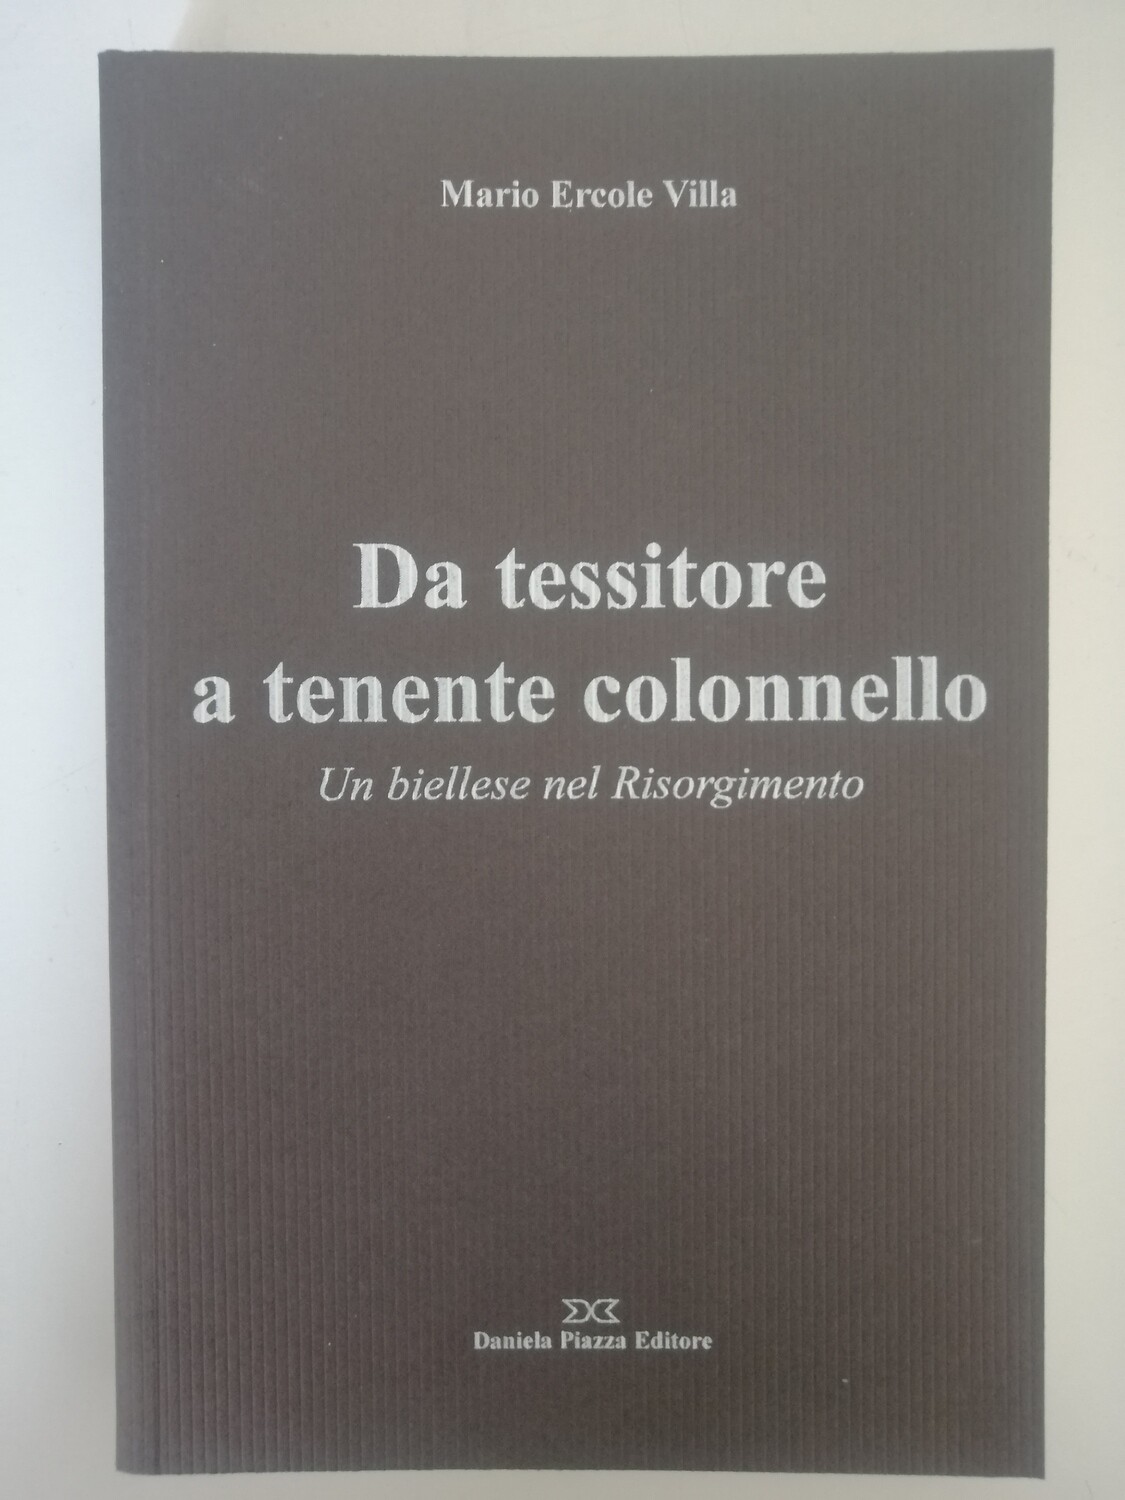 Mario Ercole Villa
Da tessitore
a tenente colonnello
Un biellese nel Risorgimento
Daniela Piazza Editore